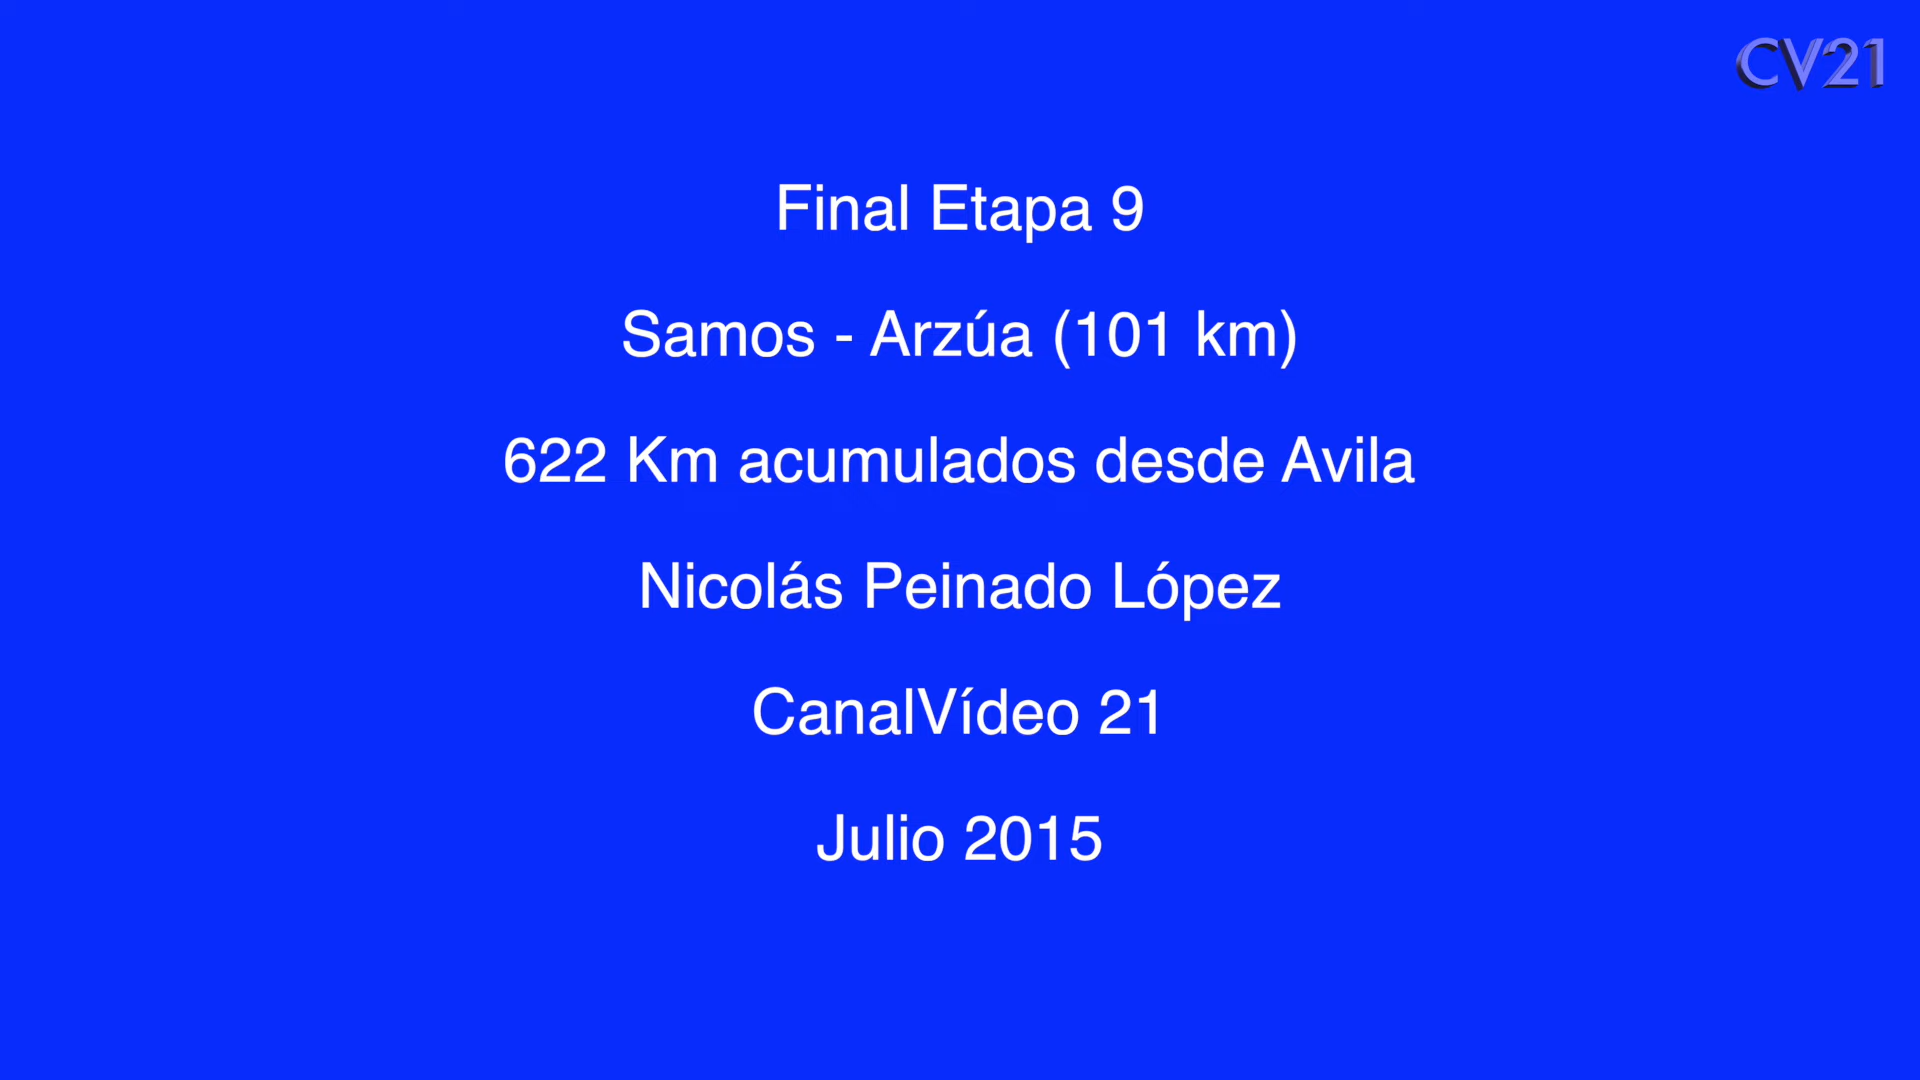 CV21
Final Etapa 9
Samos - Arzúa (101 km)
622 Km acumulados desde Avila
Nicolás Peinado López
CanalVídeo 21
Julio 2015